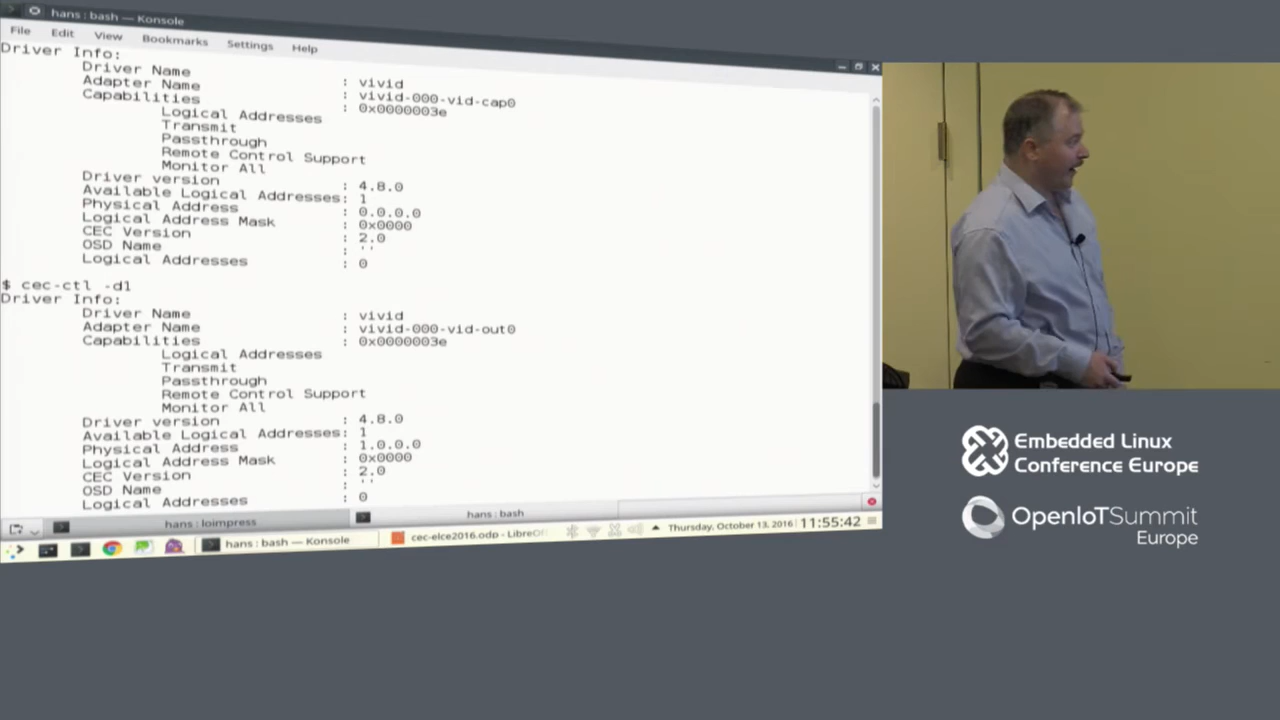 hans : bash — Konsole
File Edit View Bookmarks Settings Help
Driver Info:
Driver Name : vivid
Adapter Name : vivid-000-vid-cap0
Capabilities : 0x0000003e
Logical Addresses
Transmit
Passthrough
Remote Control Support
Monitor All
Driver version : 4.8.0
Available Logical Addresses: 1
Physical Address : 0.0.0.0
Logical Address Mask : 0x0000
CEC Version : 2.0
OSD Name : ''
Logical Addresses : 0
$ cec-ctl -d1
Driver Info:
Driver Name : vivid
Adapter Name : vivid-000-vid-out0
Capabilities : 0x0000003e
Logical Addresses
Transmit
Passthrough
Remote Control Support
Monitor All
Driver version : 4.8.0
Available Logical Addresses: 1
Physical Address : 1.0.0.0
Logical Address Mask : 0x0000
CEC Version : 2.0
OSD Name : ''
Logical Addresses : 0
hans : loimpress hans : bash
hans : bash — Konsole cec-elce2016.odp - LibreOf Thursday, October 13, 2016 11:55:42
Embedded Linux
Conference Europe
OpenIoTSummit
Europe